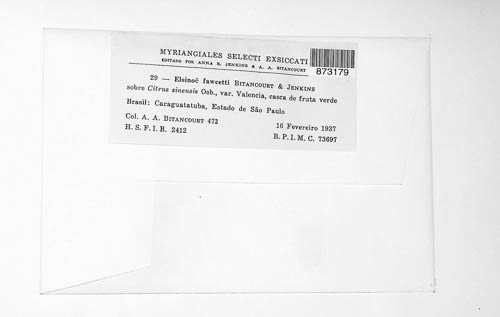 MYRIANGIALES SELECTI EXSICCATI
EDITADO POR ANNA E. JENKINS & A. A. BITANCOURT
873179
29 — Elsinoë fawcetti BITANCOURT & JENKINS
sobre Citrus sinensis Osb., var. Valencia, casca de fruta verde
Brasil: Caraguatatuba, Estado de São Paulo
Col. A. A. BITANCOURT 472 16 Fevereiro 1937
H. S. F. I. B. 2412 B. P. I. M. C. 73697